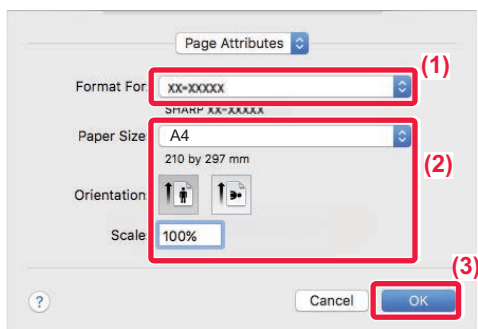 Page Attributes
(1)
Format For: xx-xxxxx
SHARP xx-xxxxx
Paper Size: A4
210 by 297 mm
(2)
Orientation:
Scale: 100%
(3)
? Cancel OK